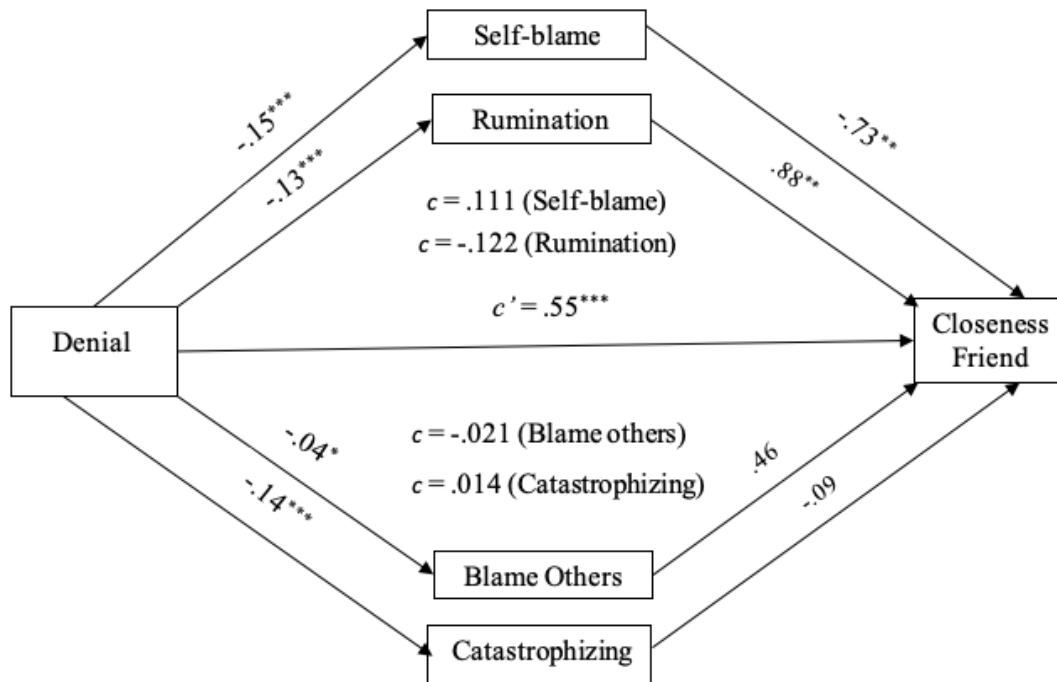 Self-blame
-.15***
-.73**
Rumination
-.13***
.88**
c = .111 (Self-blame)
c = -.122 (Rumination)
c’ = .55***
Denial
Closeness
Friend
-.04*
c = -.021 (Blame others)
.46
-.14***
c = .014 (Catastrophizing)
-.09
Blame Others
Catastrophizing